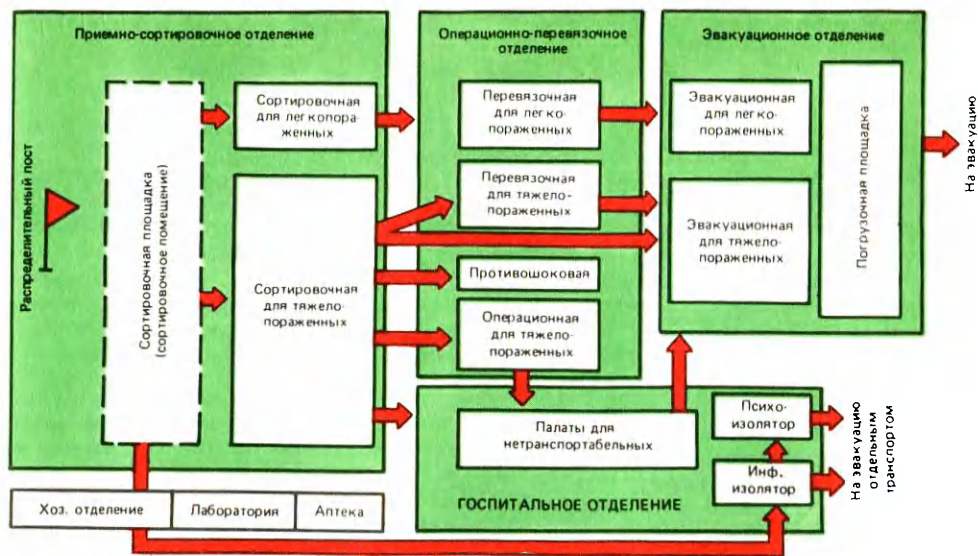 Приемно-сортировочное отделение
Распределительный пост
Сортировочная площадка
(сортировочное помещение)
Сортировочная
для легкопора-
женных
Сортировочная
для тяжело-
пораженных
Операционно-перевязочное
отделение
Перевязочная
для легко-
пораженных
Перевязочная
для тяжело-
пораженных
Противошоковая
Операционная
для тяжело-
пораженных
Эвакуационное отделение
Эвакуационная
для легко-
пораженных
Эвакуационная
для тяжело-
пораженных
Погрузочная площадка
На эвакуацию
Палаты для
нетранспортабельных
Психо-
изолятор
Инф.
изолятор
ГОСПИТАЛЬНОЕ ОТДЕЛЕНИЕ
На эвакуацию
отдельным
транспортом
Хоз. отделение
Лаборатория
Аптека